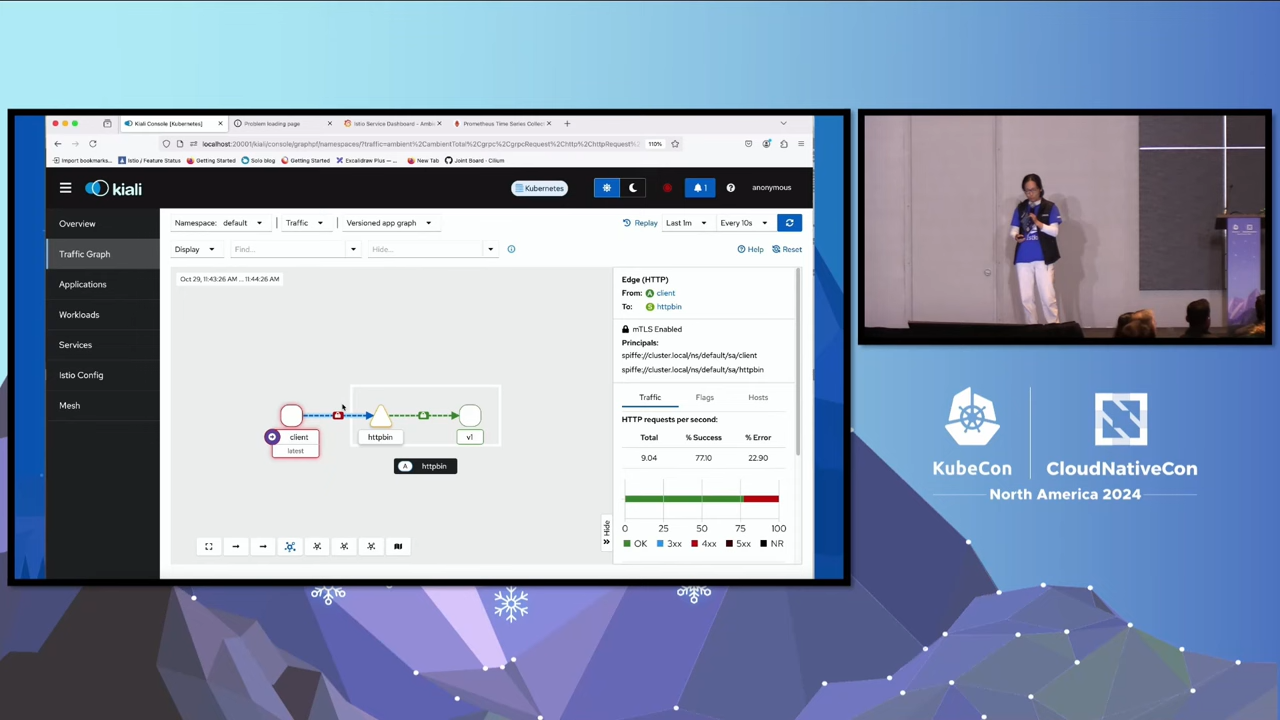 Kiali Console [Kubernetes]
Problem loading page
Istio Service Dashboard - Ambi
Prometheus Time Series Collec
localhost:20001/kiali/console/graph/namespaces/?traffic=ambient%2CambientTotal%2Cgrpc%2CgrpcRequest%2Chttp%2ChttpRequest%2C
110%
Import bookmarks...
Istio / Feature Status
Getting Started
Solo blog
Getting Started
Excalidraw Plus —...
New Tab
Joint Board - Cilium
kiali
Kubernetes
1
anonymous
Overview
Traffic Graph
Applications
Workloads
Services
Istio Config
Mesh
Namespace: default
Traffic
Versioned app graph
Replay
Last 1m
Every 10s
Display
Find...
Hide...
Help
Reset
Oct 29, 11:43:26 AM ... 11:44:26 AM
client
latest
httpbin
v1
A httpbin
Hide
Edge (HTTP)
From: A client
To: S httpbin
mTLS Enabled
Principals:
spiffe://cluster.local/ns/default/sa/client
spiffe://cluster.local/ns/default/sa/httpbin
Traffic
Flags
Hosts
HTTP requests per second:
Total
% Success
% Error
9.04
77.10
22.90
0
25
50
75
100
OK
3xx
4xx
5xx
NR
KubeCon
CloudNativeCon
North America 2024